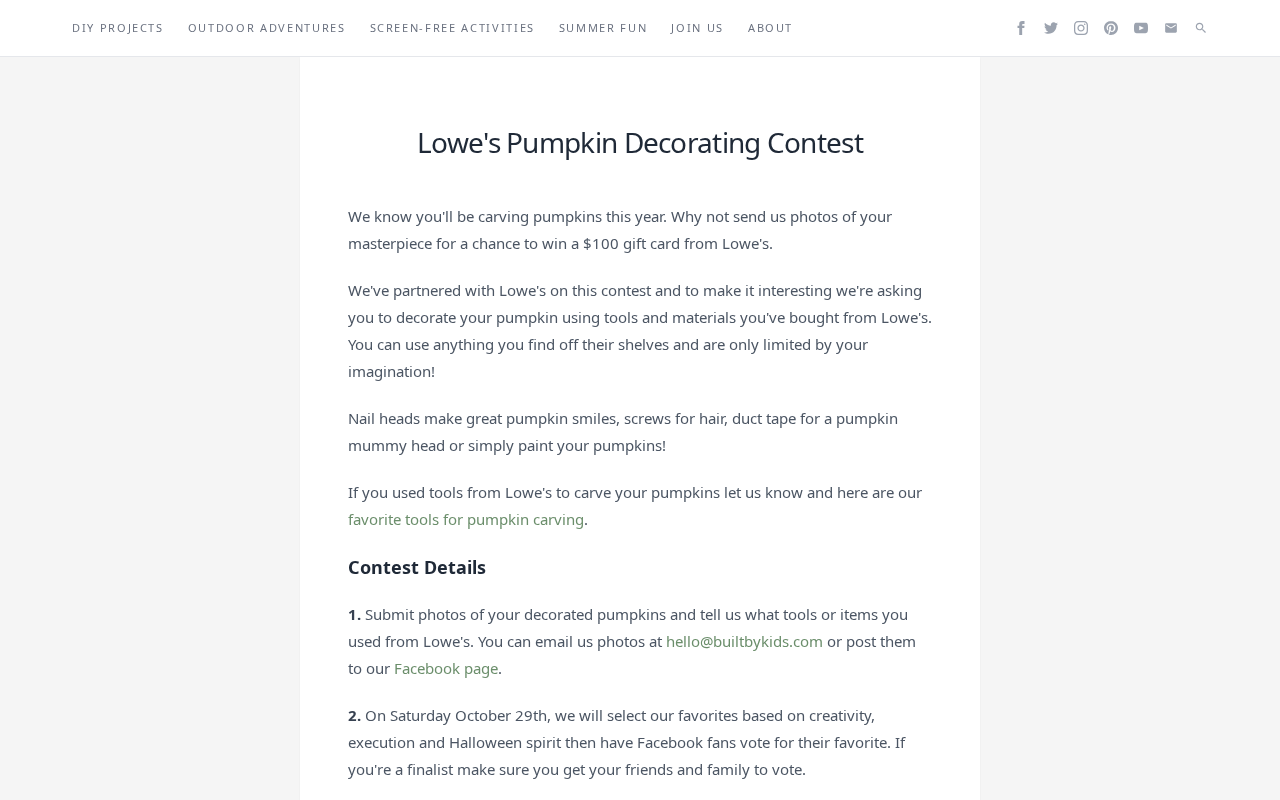 DIY PROJECTS OUTDOOR ADVENTURES SCREEN-FREE ACTIVITIES SUMMER FUN JOIN US ABOUT
Lowe's Pumpkin Decorating Contest
We know you'll be carving pumpkins this year. Why not send us photos of your
masterpiece for a chance to win a $100 gift card from Lowe's.
We've partnered with Lowe's on this contest and to make it interesting we're asking
you to decorate your pumpkin using tools and materials you've bought from Lowe's.
You can use anything you find off their shelves and are only limited by your
imagination!
Nail heads make great pumpkin smiles, screws for hair, duct tape for a pumpkin
mummy head or simply paint your pumpkins!
If you used tools from Lowe's to carve your pumpkins let us know and here are our
favorite tools for pumpkin carving.
Contest Details
1. Submit photos of your decorated pumpkins and tell us what tools or items you
used from Lowe's. You can email us photos at hello@builtbykids.com or post them
to our Facebook page.
2. On Saturday October 29th, we will select our favorites based on creativity,
execution and Halloween spirit then have Facebook fans vote for their favorite. If
you're a finalist make sure you get your friends and family to vote.